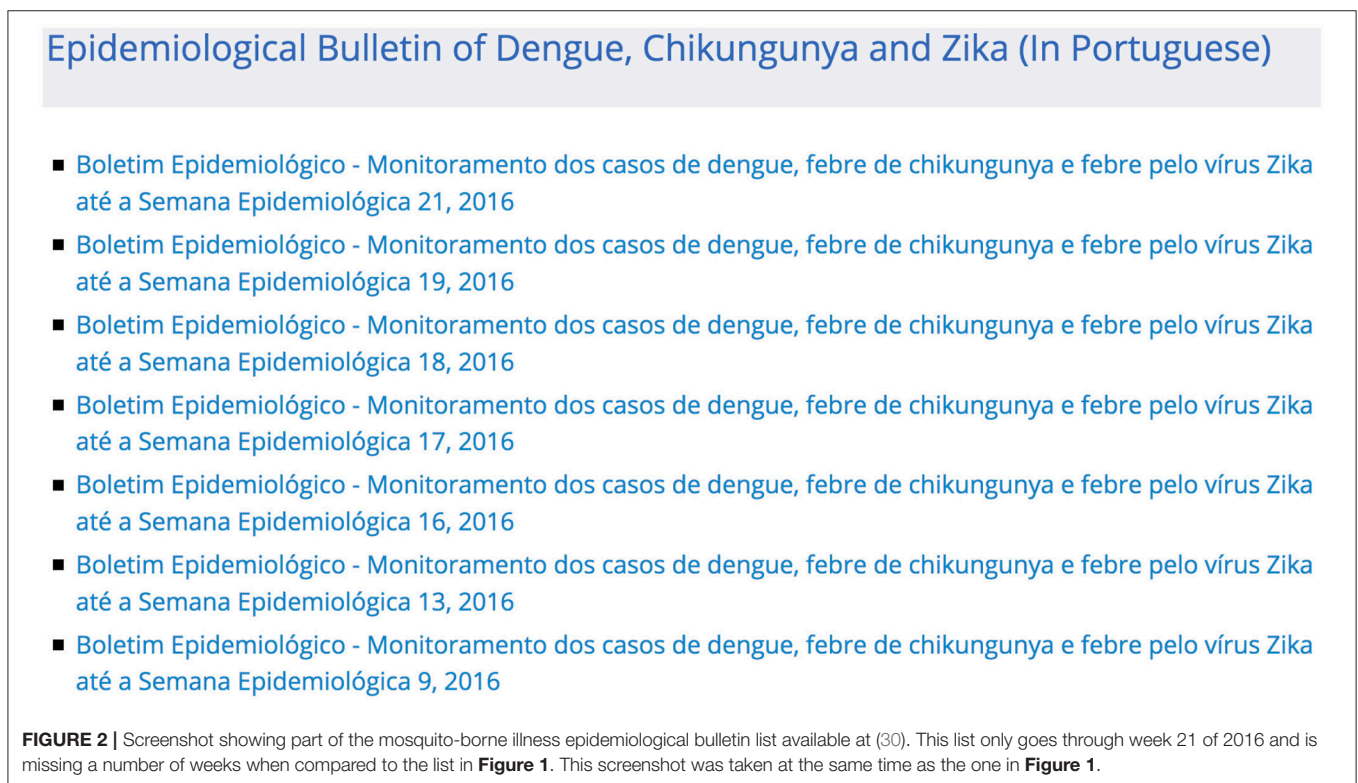 Epidemiological Bulletin of Dengue, Chikungunya and Zika (In Portuguese)
▪ Boletim Epidemiológico - Monitoramento dos casos de dengue, febre de chikungunya e febre pelo vírus Zika
até a Semana Epidemiológica 21, 2016
▪ Boletim Epidemiológico - Monitoramento dos casos de dengue, febre de chikungunya e febre pelo vírus Zika
até a Semana Epidemiológica 19, 2016
▪ Boletim Epidemiológico - Monitoramento dos casos de dengue, febre de chikungunya e febre pelo vírus Zika
até a Semana Epidemiológica 18, 2016
▪ Boletim Epidemiológico - Monitoramento dos casos de dengue, febre de chikungunya e febre pelo vírus Zika
até a Semana Epidemiológica 17, 2016
▪ Boletim Epidemiológico - Monitoramento dos casos de dengue, febre de chikungunya e febre pelo vírus Zika
até a Semana Epidemiológica 16, 2016
▪ Boletim Epidemiológico - Monitoramento dos casos de dengue, febre de chikungunya e febre pelo vírus Zika
até a Semana Epidemiológica 13, 2016
▪ Boletim Epidemiológico - Monitoramento dos casos de dengue, febre de chikungunya e febre pelo vírus Zika
até a Semana Epidemiológica 9, 2016
FIGURE 2 | Screenshot showing part of the mosquito-borne illness epidemiological bulletin list available at (30). This list only goes through week 21 of 2016 and is
missing a number of weeks when compared to the list in Figure 1. This screenshot was taken at the same time as the one in Figure 1.